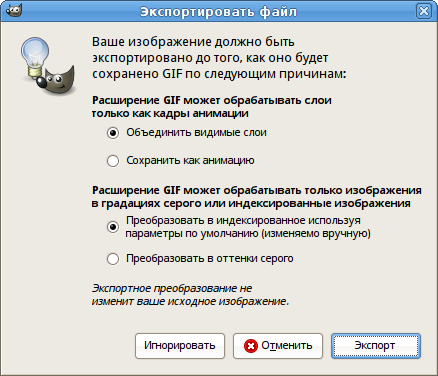 Экспортировать файл
Ваше изображение должно быть
экспортировано до того, как оно будет
сохранено GIF по следующим причинам:
Расширение GIF может обрабатывать слои
только как кадры анимации
Объединить видимые слои
Сохранить как анимацию
Расширение GIF может обрабатывать только изображения
в градациях серого или индексированные изображения
Преобразовать в индексированное используя
параметры по умолчанию (изменяемо вручную)
Преобразовать в оттенки серого
Экспортное преобразование не
изменит ваше исходное изображение.
Игнорировать
Отменить
Экспорт